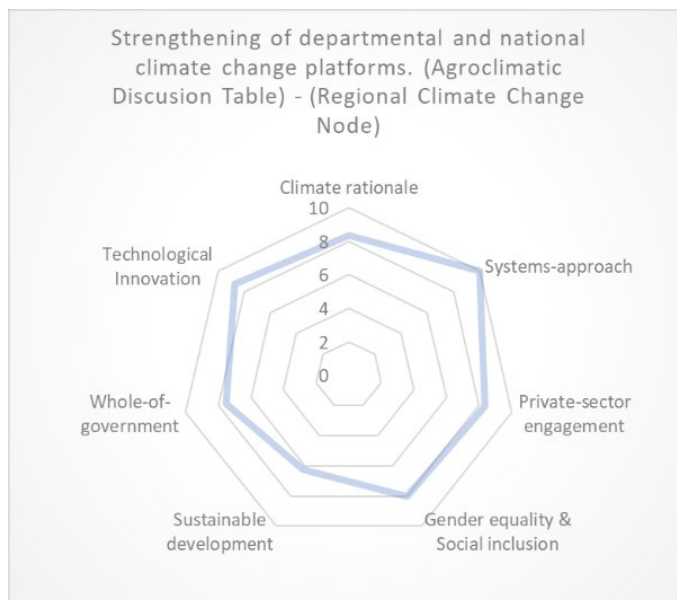 Strengthening of departmental and national
climate change platforms. (Agroclimatic
Discusion Table) - (Regional Climate Change
Node)
Climate rationale
10
8
6
4
2
0
Systems-approach
Private-sector
engagement
Gender equality &
Social inclusion
Sustainable
development
Whole-of-
government
Technological
Innovation